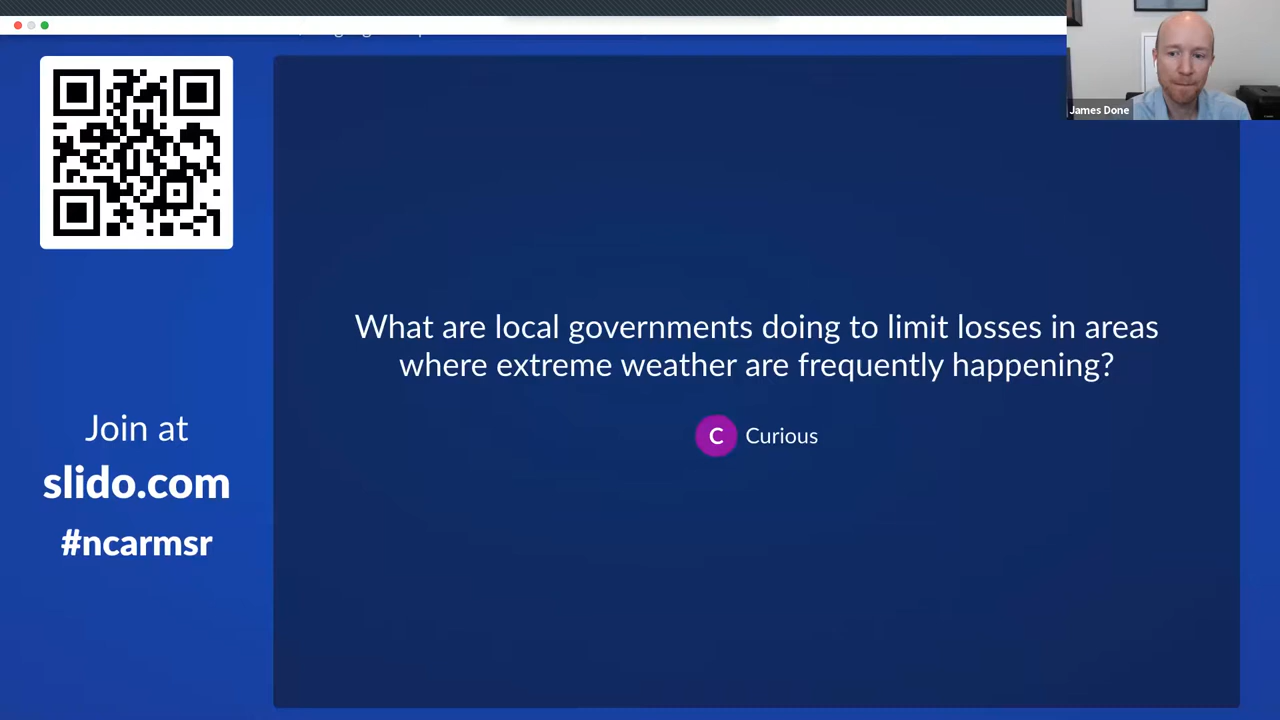 James Done
What are local governments doing to limit losses in areas
where extreme weather are frequently happening?
C Curious
Join at
slido.com
#ncarmsr